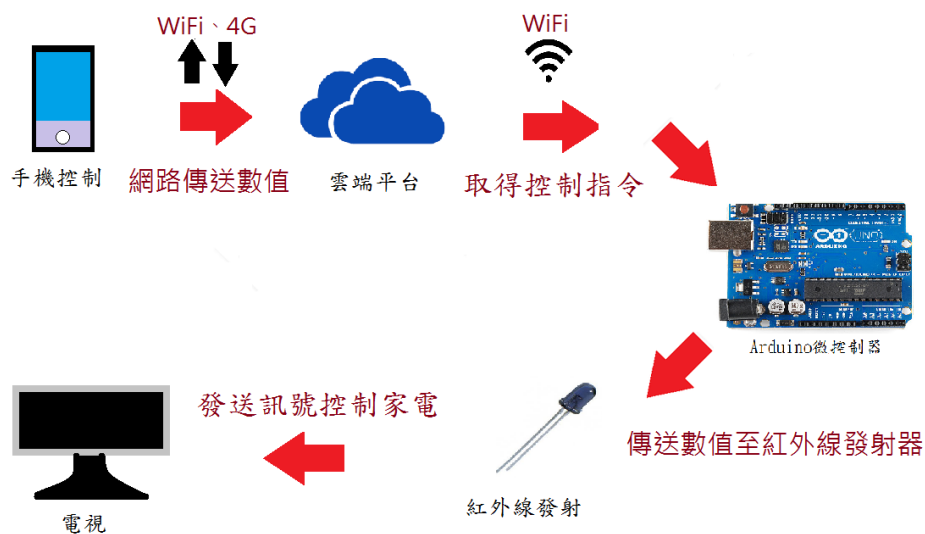 WiFi、4G
WiFi
手機控制
網路傳送數值
雲端平台
取得控制指令
UNO
ARDUINO
Arduino微控制器
發送訊號控制家電
傳送數值至紅外線發射器
紅外線發射
電視